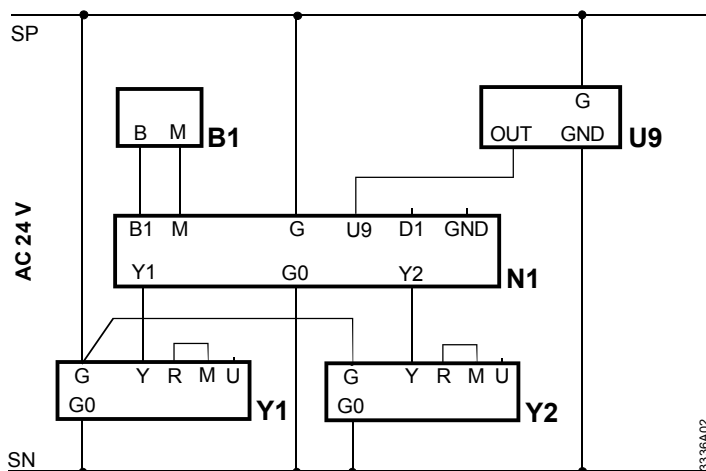 SP
G
B M B1
OUT GND U9
AC 24 V
B1 M G U9 D1 GND
Y1 G0 Y2 N1
G Y R M U
G0 Y1
G Y R M U
G0 Y2
SN
3336A02